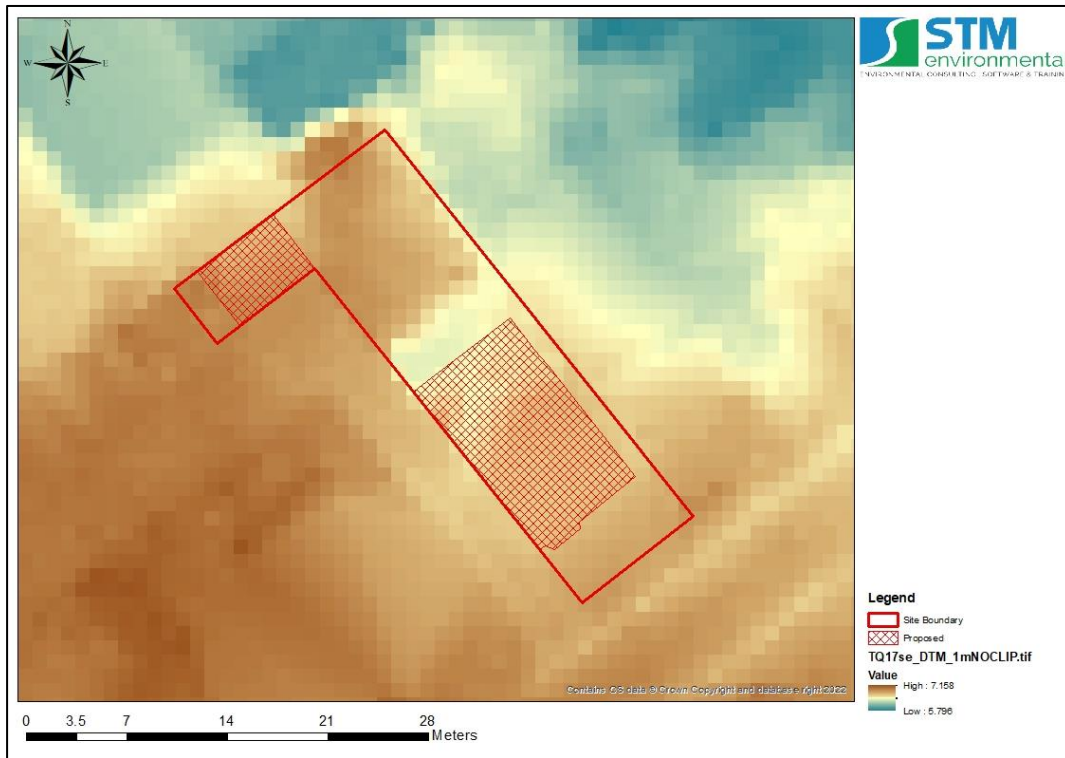 N
W E
S
STM
environmental
ENVIRONMENTAL CONSULTING SOFTWARE & TRAINING
Legend
Site Boundary
Proposed
TQ17se_DTM_1mNOCLIP.tif
Value
High : 7.158
Low : 5.796
Contains OS data © Crown Copyright and database right 2022
0 3.5 7 14 21 28
Meters